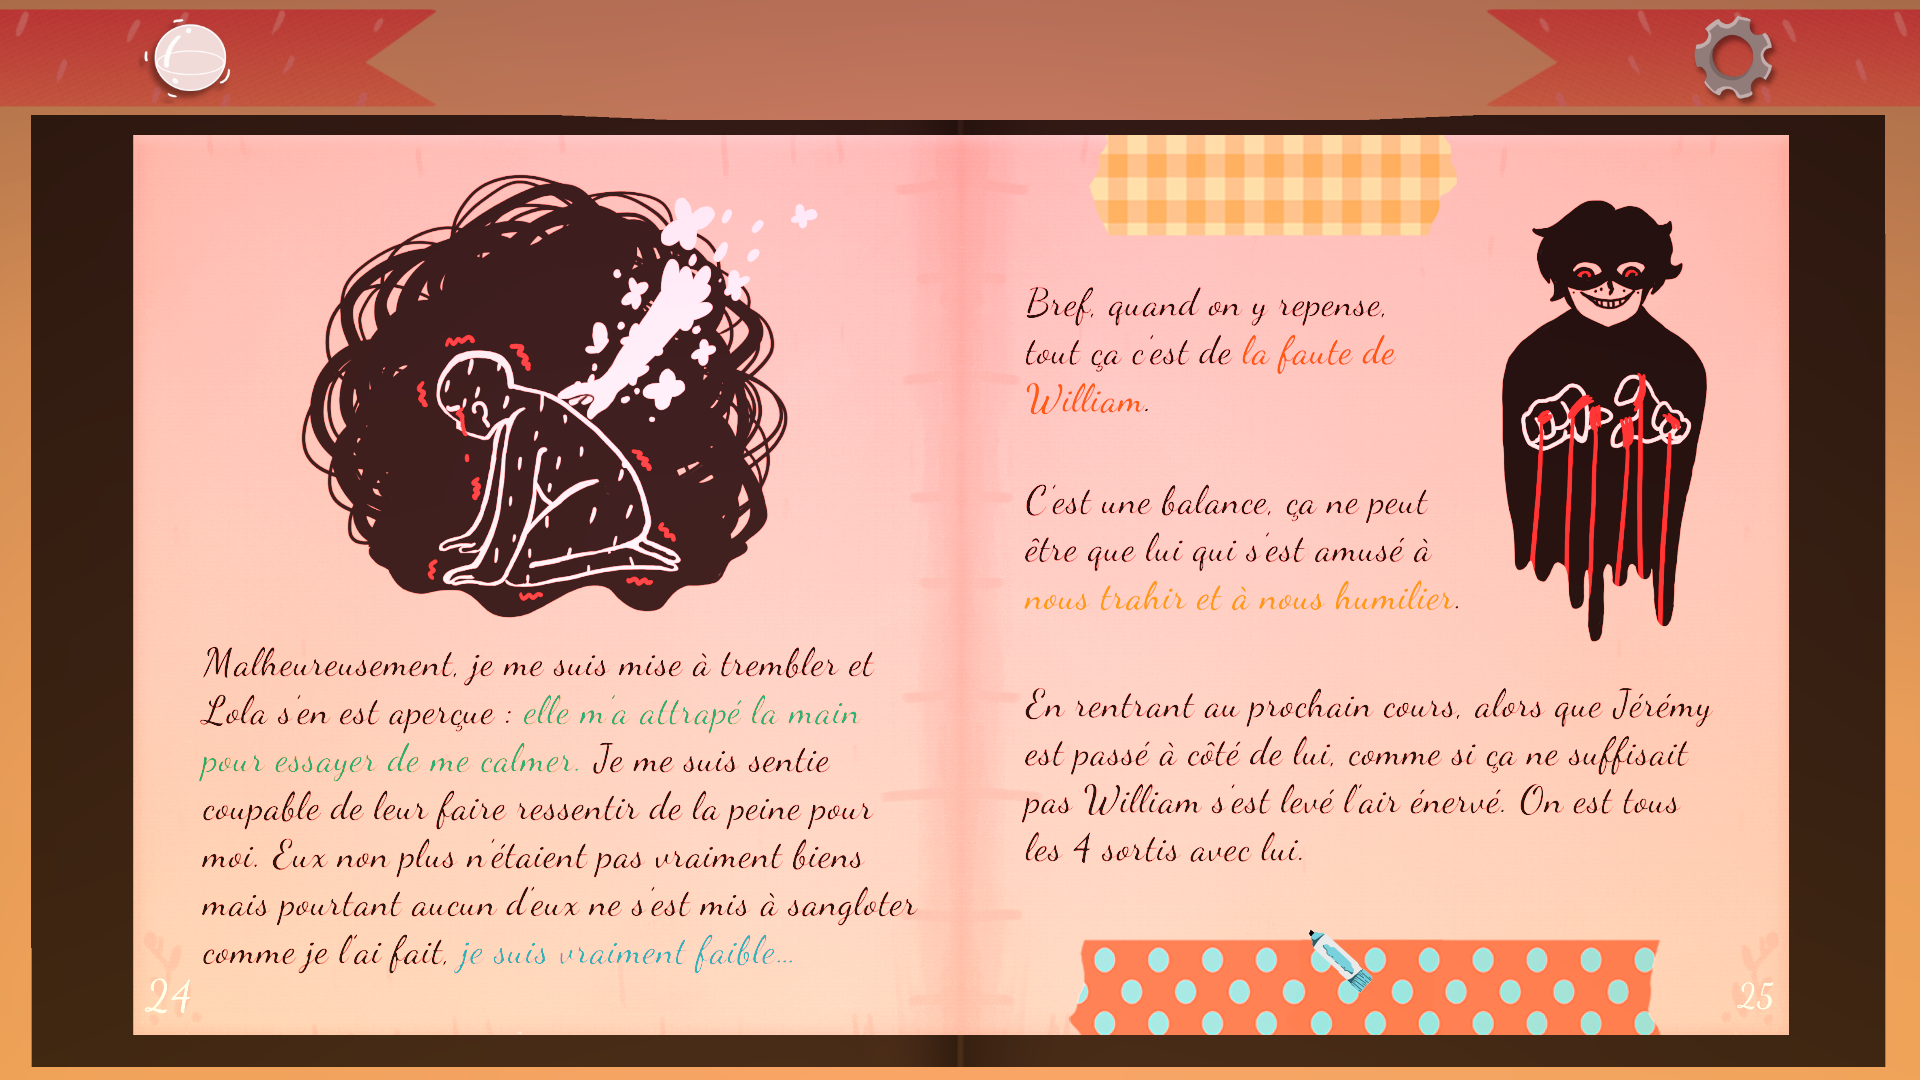 Malheureusement, je me suis mise à trembler et
Lola s'en est aperçue : elle m'a attrapé la main
pour essayer de me calmer. Je me suis sentie
coupable de leur faire ressentir de la peine pour
moi. Eux non plus n'étaient pas vraiment biens
mais pourtant aucun d'eux ne s'est mis à sangloter
comme je l'ai fait, je suis vraiment faible...
24
Bref, quand on y repense,
tout ça c'est de la faute de
William.
C'est une balance, ça ne peut
être que lui qui s'est amusé à
nous trahir et à nous humilier.
En rentrant au prochain cours, alors que Jérémy
est passé à côté de lui, comme si ça ne suffisait
pas William s'est levé l'air énervé. On est tous
les 4 sortis avec lui.
25